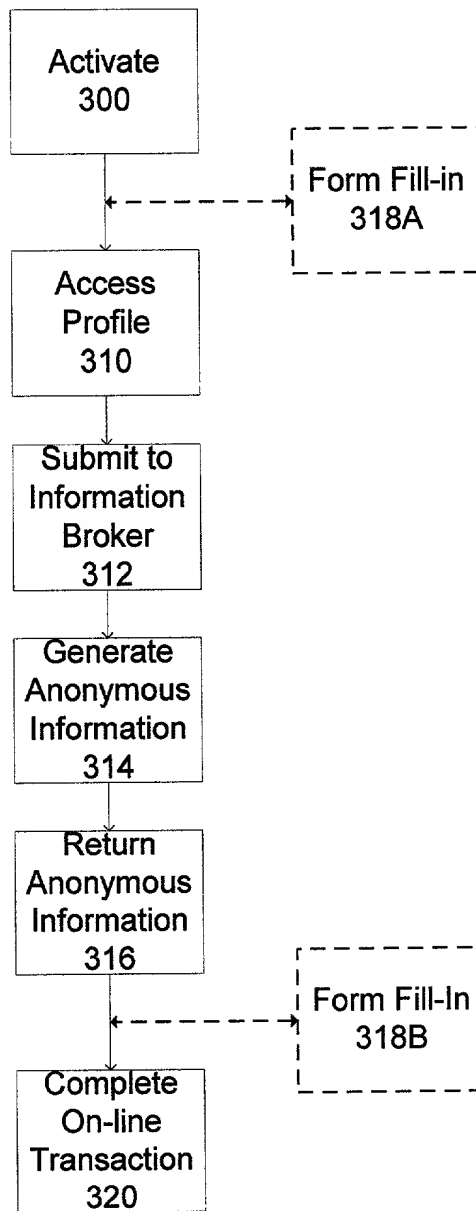 Activate
300
Form Fill-in
318A
Access
Profile
310
Submit to
Information
Broker
312
Generate
Anonymous
Information
314
Return
Anonymous
Information
316
Form Fill-In
318B
Complete
On-line
Transaction
320